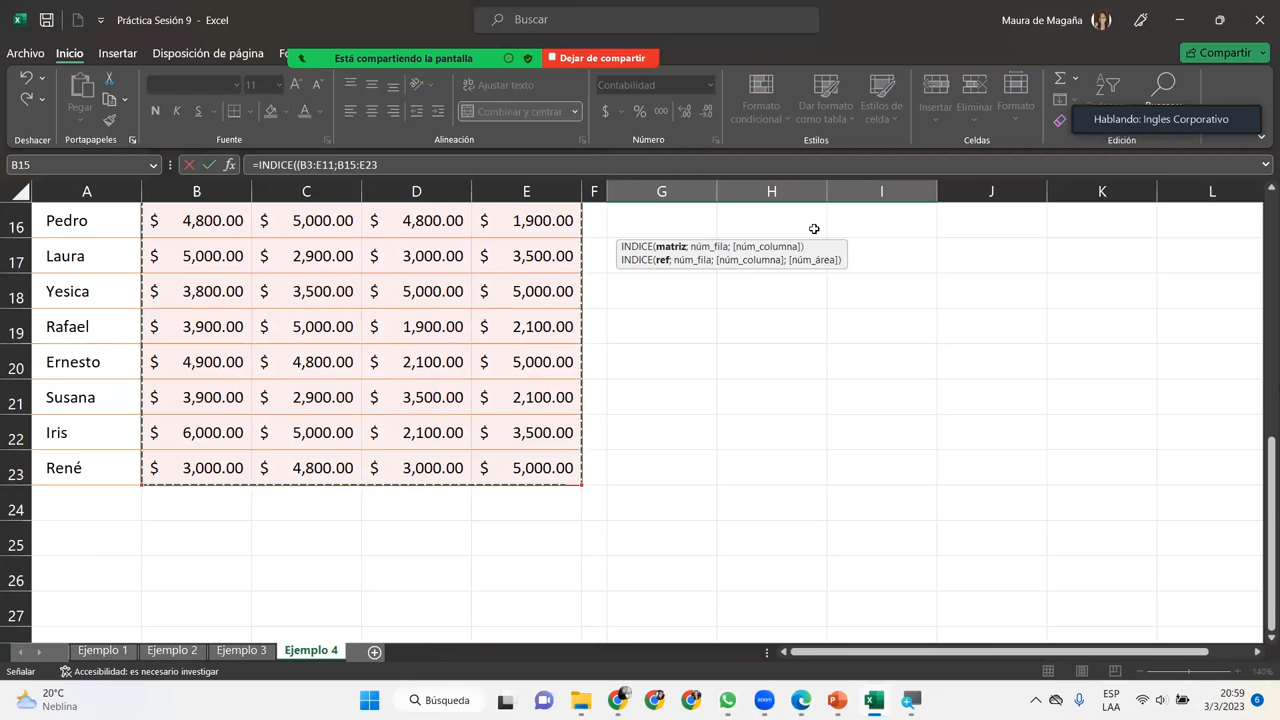 Práctica Sesión 9 - Excel
Buscar
Maura de Magaña
Archivo Inicio Insertar Disposición de página Fó
Está compartiendo la pantalla
Dejar de compartir
Compartir
Pegar
11
N K S
Ajustar texto
Combinar y centrar
Contabilidad
$ % 000
Formato condicional
Dar formato como tabla
Estilos de celda
Insertar
Eliminar
Formato
Hablando: Ingles Corporativo
Deshacer Portapapeles Fuente Alineación Número Estilos Celdas Edición
B15 fx =INDICE((B3:E11;B15:E23
A B C D E F G H I J K L
16 Pedro $ 4,800.00 $ 5,000.00 $ 4,800.00 $ 1,900.00
INDICE(matriz; núm_fila; [núm_columna])
INDICE(ref; núm_fila; [núm_columna]; [núm_área])
17 Laura $ 5,000.00 $ 2,900.00 $ 3,000.00 $ 3,500.00
18 Yesica $ 3,800.00 $ 3,500.00 $ 5,000.00 $ 5,000.00
19 Rafael $ 3,900.00 $ 5,000.00 $ 1,900.00 $ 2,100.00
20 Ernesto $ 4,900.00 $ 4,800.00 $ 2,100.00 $ 5,000.00
21 Susana $ 3,900.00 $ 2,900.00 $ 3,500.00 $ 2,100.00
22 Iris $ 6,000.00 $ 5,000.00 $ 2,100.00 $ 3,500.00
23 René $ 3,000.00 $ 4,800.00 $ 3,000.00 $ 5,000.00
24
25
26
27
Ejemplo 1 Ejemplo 2 Ejemplo 3 Ejemplo 4
Señalar Accesibilidad: es necesario investigar 140%
20°C
Neblina
Búsqueda
zoom
ESP
LAA
20:59
3/3/2023
6